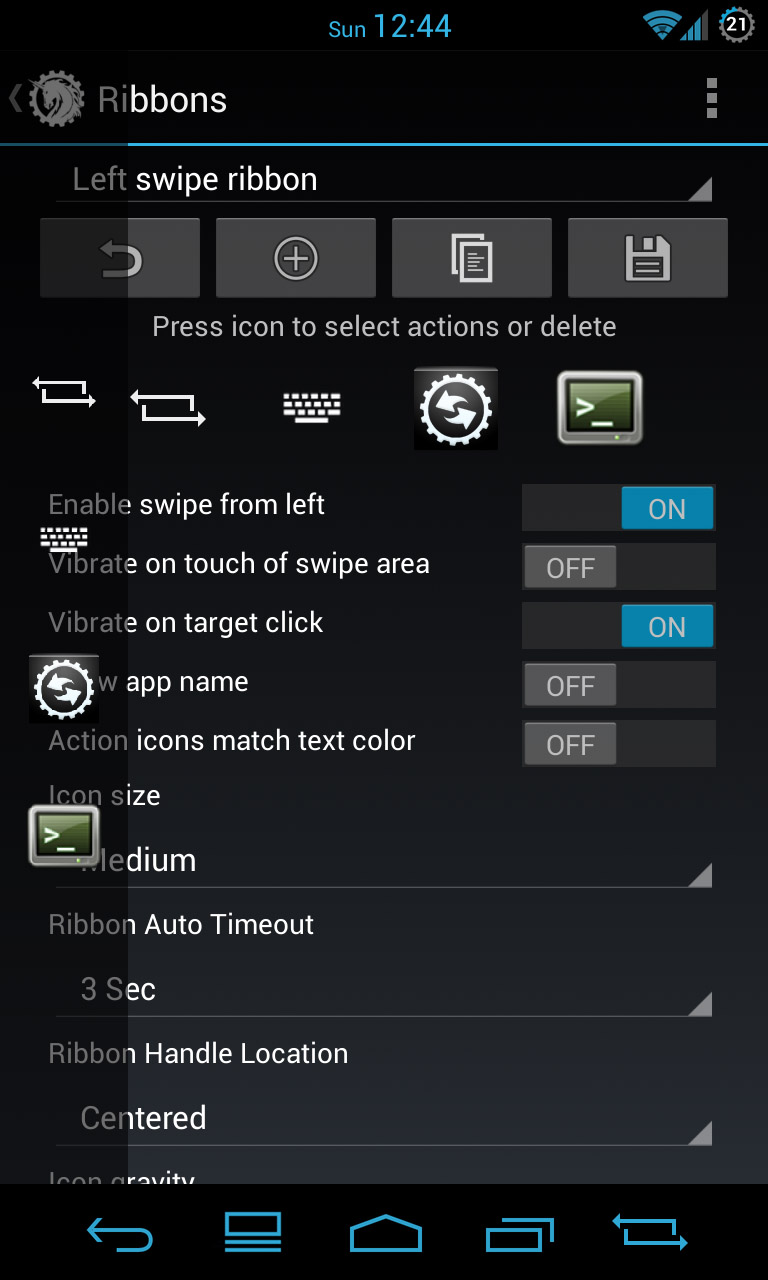 Sun 12:44
21
Ribbons
Left swipe ribbon
Press icon to select actions or delete
>_
Enable swipe from left
ON
Vibrate on touch of swipe area
OFF
Vibrate on target click
ON
w app name
OFF
Action icons match text color
OFF
Icon size
>_
Medium
Ribbon Auto Timeout
3 Sec
Ribbon Handle Location
Centered
Icon gravity